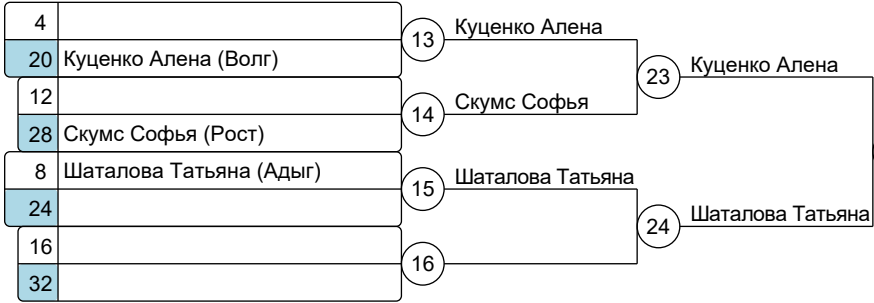 4
13 Куценко Алена
20 Куценко Алена (Волг)
23 Куценко Алена
12
14 Скумс Софья
28 Скумс Софья (Рост)
8 Шаталова Татьяна (Адыг)
15 Шаталова Татьяна
24
24 Шаталова Татьяна
16
16
32